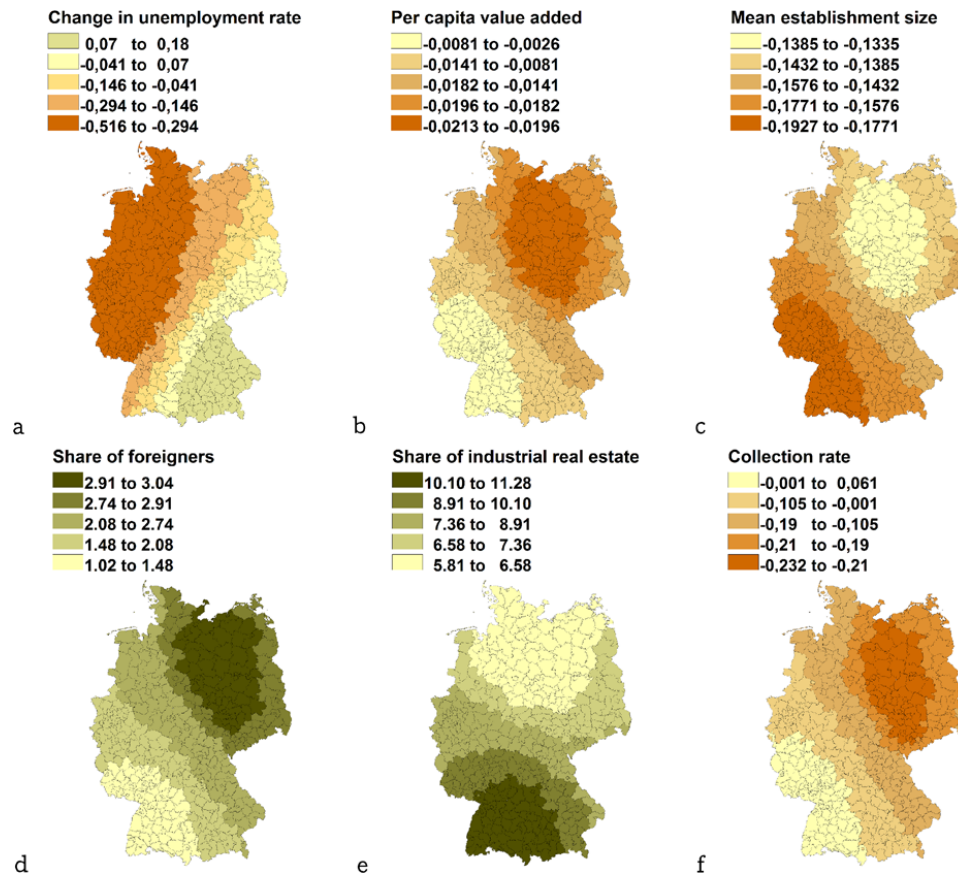 Change in unemployment rate
0,07 to 0,18
-0,041 to 0,07
-0,146 to -0,041
-0,294 to -0,146
-0,516 to -0,294
a
Per capita value added
-0,0081 to -0,0026
-0,0141 to -0,0081
-0,0182 to -0,0141
-0,0196 to -0,0182
-0,0213 to -0,0196
b
Mean establishment size
-0,1385 to -0,1335
-0,1432 to -0,1385
-0,1576 to -0,1432
-0,1771 to -0,1576
-0,1927 to -0,1771
c
Share of foreigners
2.91 to 3.04
2.74 to 2.91
2.08 to 2.74
1.48 to 2.08
1.02 to 1.48
d
Share of industrial real estate
10.10 to 11.28
8.91 to 10.10
7.36 to 8.91
6.58 to 7.36
5.81 to 6.58
e
Collection rate
-0,001 to 0,061
-0,105 to -0,001
-0,19 to -0,105
-0,21 to -0,19
-0,232 to -0,21
f